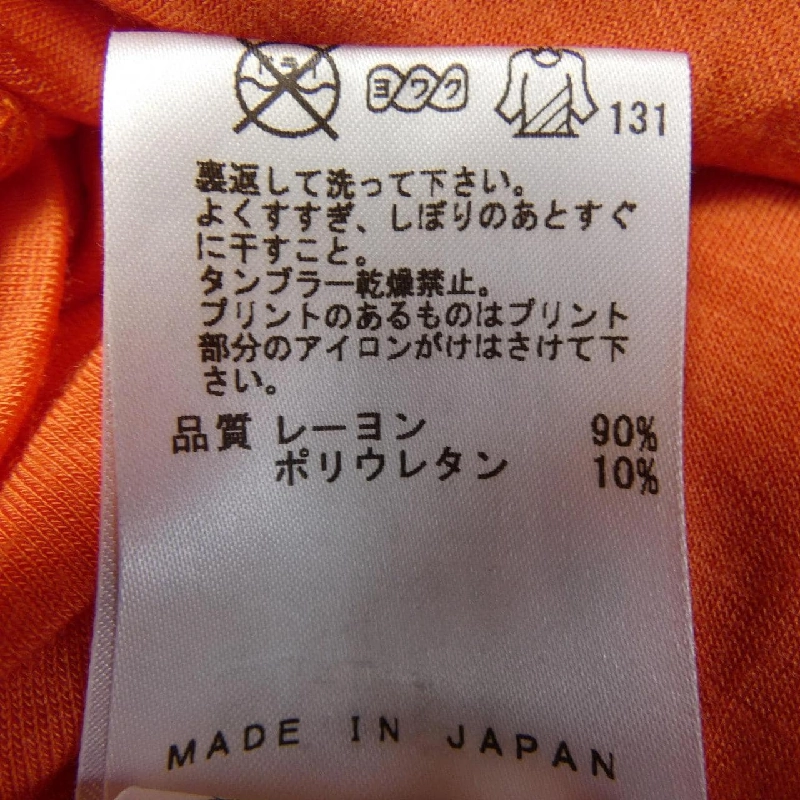 ドライ ヨワク 131
裏返して洗って下さい。
よくすすぎ、しぼりのあとすぐ
に干すこと。
タンブラー乾燥禁止。
プリントのあるものはプリント
部分のアイロンがけはさけて下
さい。
品質 レーヨン 90%
ポリウレタン 10%
MADE IN JAPAN